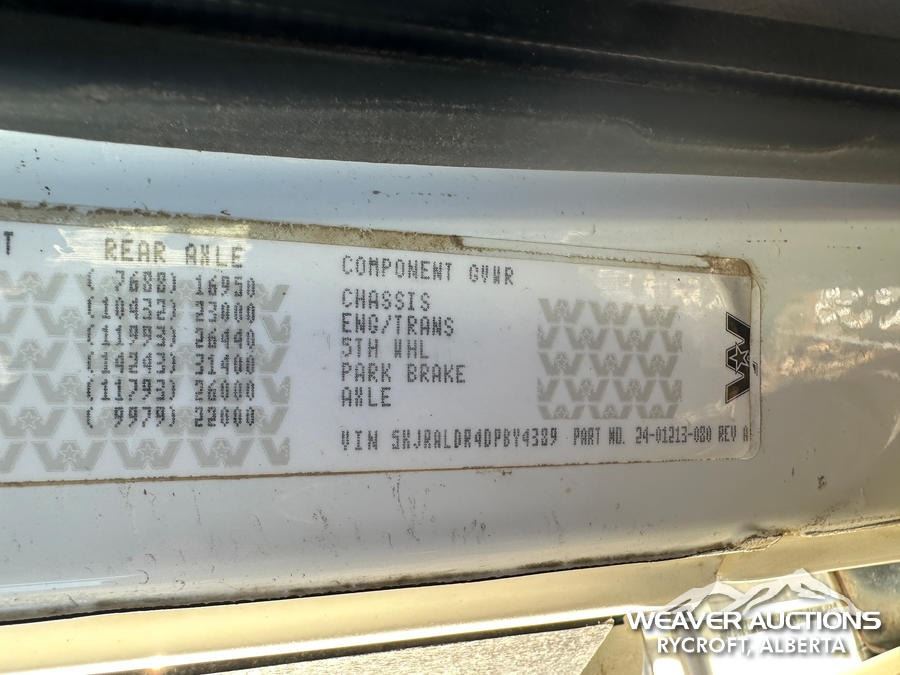 T REAR AXLE COMPONENT GVWR
( 7688) 16950 CHASSIS
(10432) 23000 ENG/TRANS
(11993) 26440 5TH WHL
(14243) 31400 PARK BRAKE
(11793) 26000 AXLE
( 9979) 22000
VIN 5KJRALDR4DPBY4389 PART NO. 24-01213-080 REV A
WEAVER AUCTIONS
RYCROFT, ALBERTA